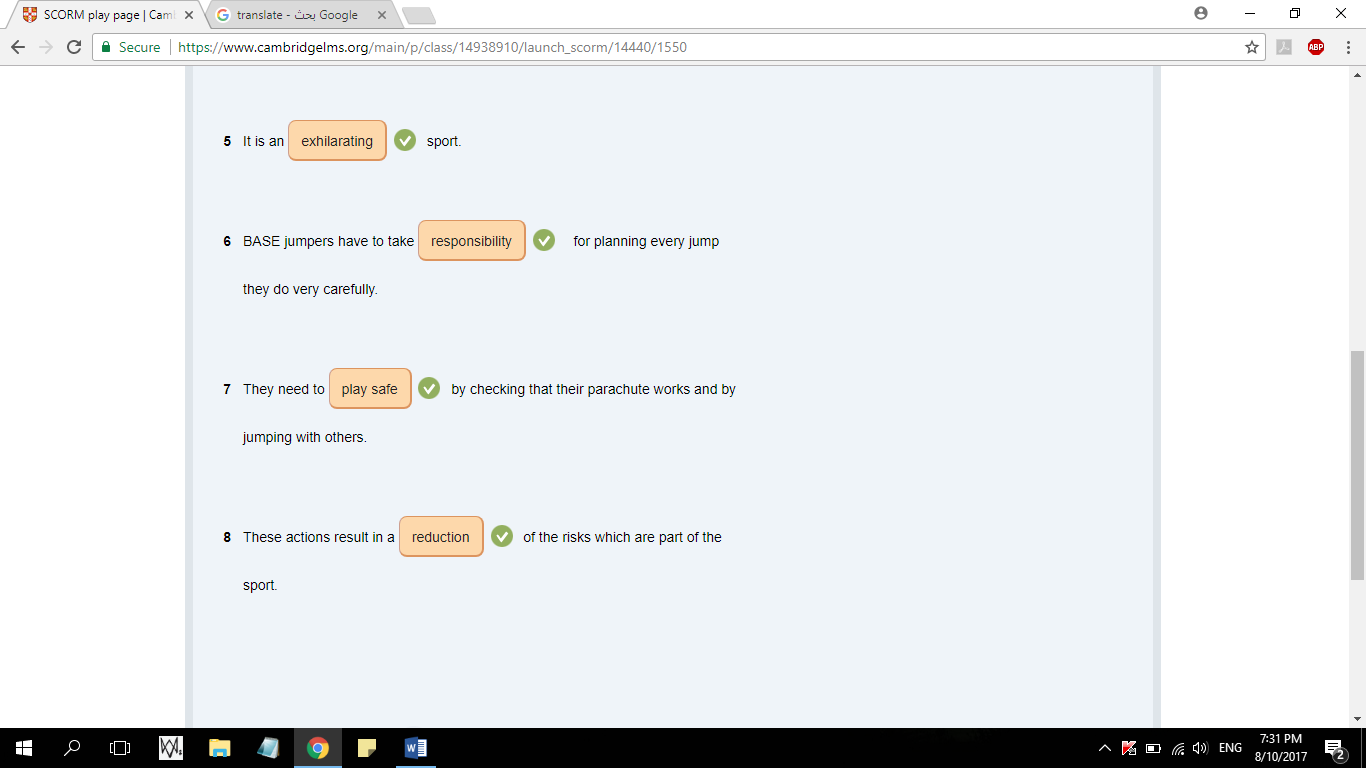 SCORM play page | Cam
translate - بحث Google
Secure | https://www.cambridgelms.org/main/p/class/14938910/launch_scorm/14440/1550
ABP
5 It is an exhilarating sport.
6 BASE jumpers have to take responsibility for planning every jump
they do very carefully.
7 They need to play safe by checking that their parachute works and by
jumping with others.
8 These actions result in a reduction of the risks which are part of the
sport.
ENG
7:31 PM
8/10/2017
2